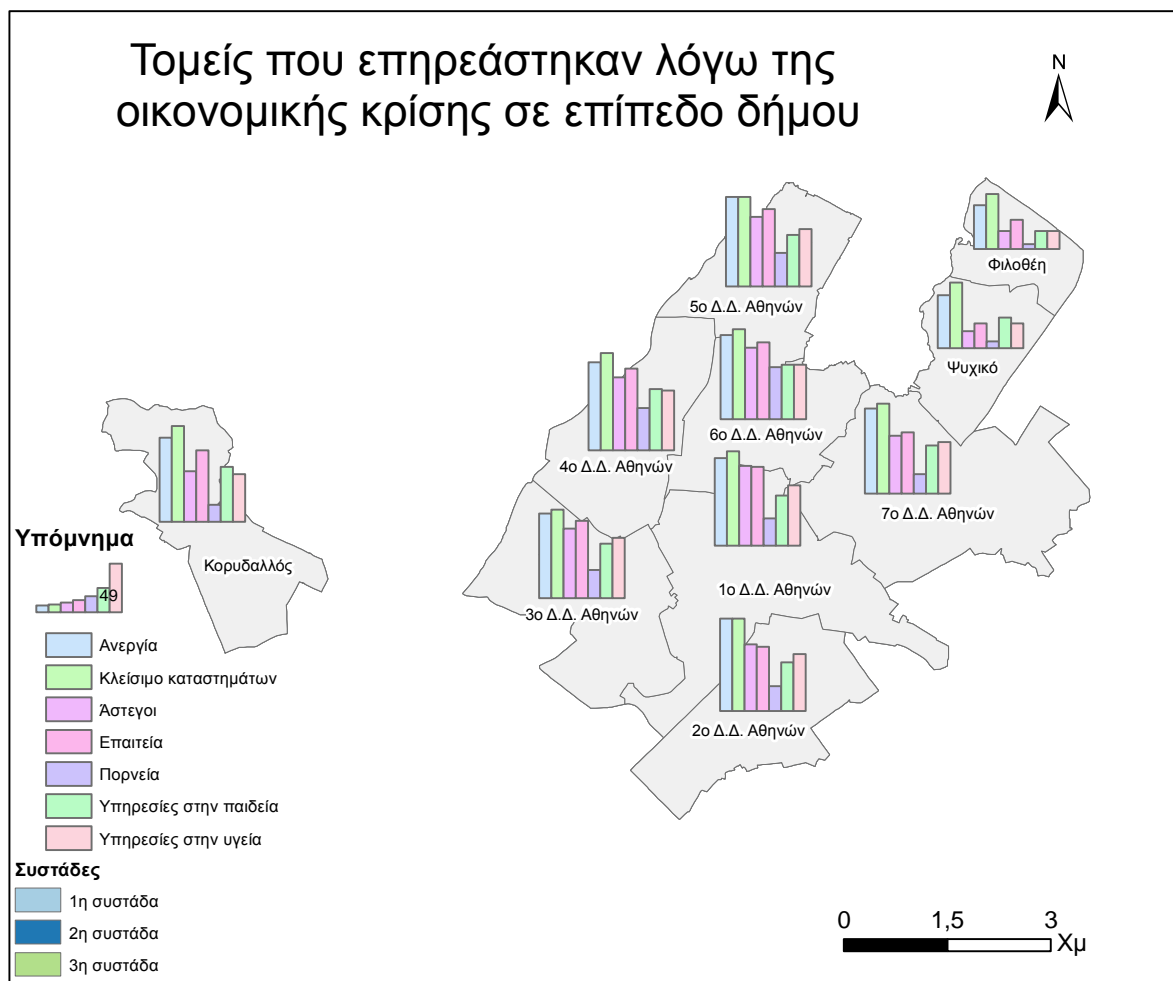 Τομείς που επηρεάστηκαν λόγω της
οικονομικής κρίσης σε επίπεδο δήμου
N
Φιλοθέη
5ο Δ.Δ. Αθηνών
Ψυχικό
6ο Δ.Δ. Αθηνών
4ο Δ.Δ. Αθηνών
7ο Δ.Δ. Αθηνών
Υπόμνημα
Κορυδαλλός
1ο Δ.Δ. Αθηνών
49
3ο Δ.Δ. Αθηνών
Ανεργία
Κλείσιμο καταστημάτων
Άστεγοι
2ο Δ.Δ. Αθηνών
Επαιτεία
Πορνεία
Υπηρεσίες στην παιδεία
Υπηρεσίες στην υγεία
Συστάδες
1η συστάδα
2η συστάδα
3η συστάδα
0 1,5 3
Χμ